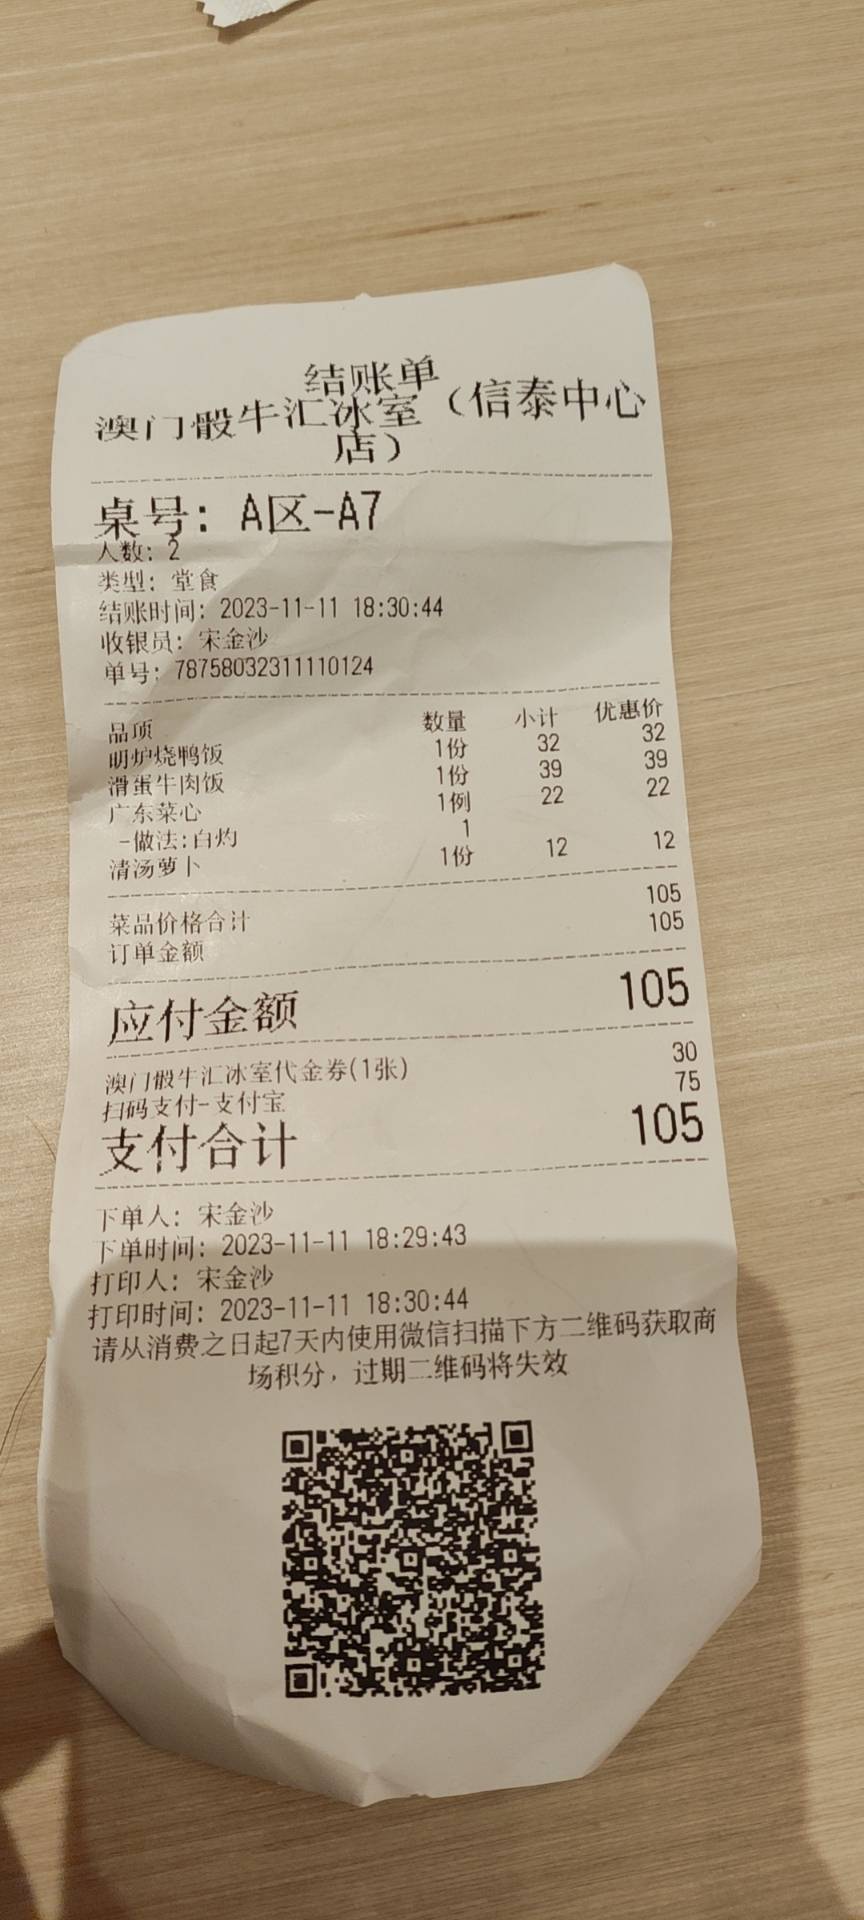 结账单
澳门骰牛汇冰室（信泰中心
店）
桌号: A区-A7
人数: 2
类型: 堂食
结账时间: 2023-11-11 18:30:44
收银员: 宋金沙
单号: 78758032311110124
品项 数量 小计 优惠价
明炉烧鸭饭 1份 32 32
滑蛋牛肉饭 1份 39 39
广东菜心 1例 22 22
-做法:白灼 1
清汤萝卜 1份 12 12
菜品价格合计 105
订单金额 105
应付金额 105
澳门骰牛汇冰室代金券(1张) 30
扫码支付-支付宝 75
支付合计 105
下单人: 宋金沙
下单时间: 2023-11-11 18:29:43
打印人: 宋金沙
打印时间: 2023-11-11 18:30:44
请从消费之日起7天内使用微信扫描下方二维码获取商
场积分，过期二维码将失效